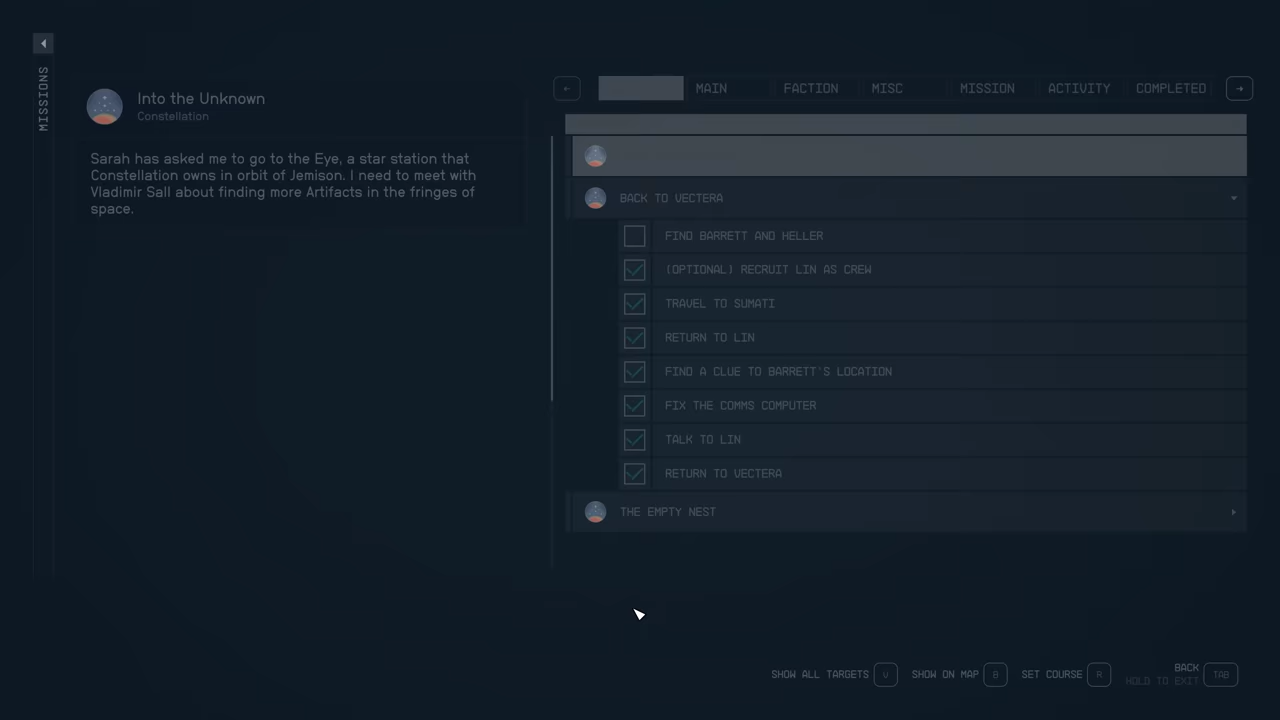 MISSIONS
Into the Unknown
Constellation
Sarah has asked me to go to the Eye, a star station that
Constellation owns in orbit of Jemison. I need to meet with
Vladimir Sall about finding more Artifacts in the fringes of
space.
MAIN FACTION MISC MISSION ACTIVITY COMPLETED
BACK TO VECTERA
FIND BARRETT AND HELLER
(OPTIONAL) RECRUIT LIN AS CREW
TRAVEL TO SUMATI
RETURN TO LIN
FIND A CLUE TO BARRETT'S LOCATION
FIX THE COMMS COMPUTER
TALK TO LIN
RETURN TO VECTERA
THE EMPTY NEST
SHOW ALL TARGETS V SHOW ON MAP B SET COURSE R BACK TAB
HOLD TO EXIT